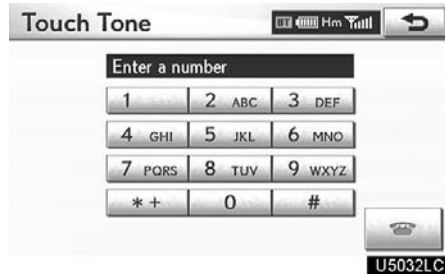 Touch Tone BT Hm
Enter a number
1 2 ABC 3 DEF
4 GHI 5 JKL 6 MNO
7 PQRS 8 TUV 9 WXYZ
* + 0 #
U5032LC